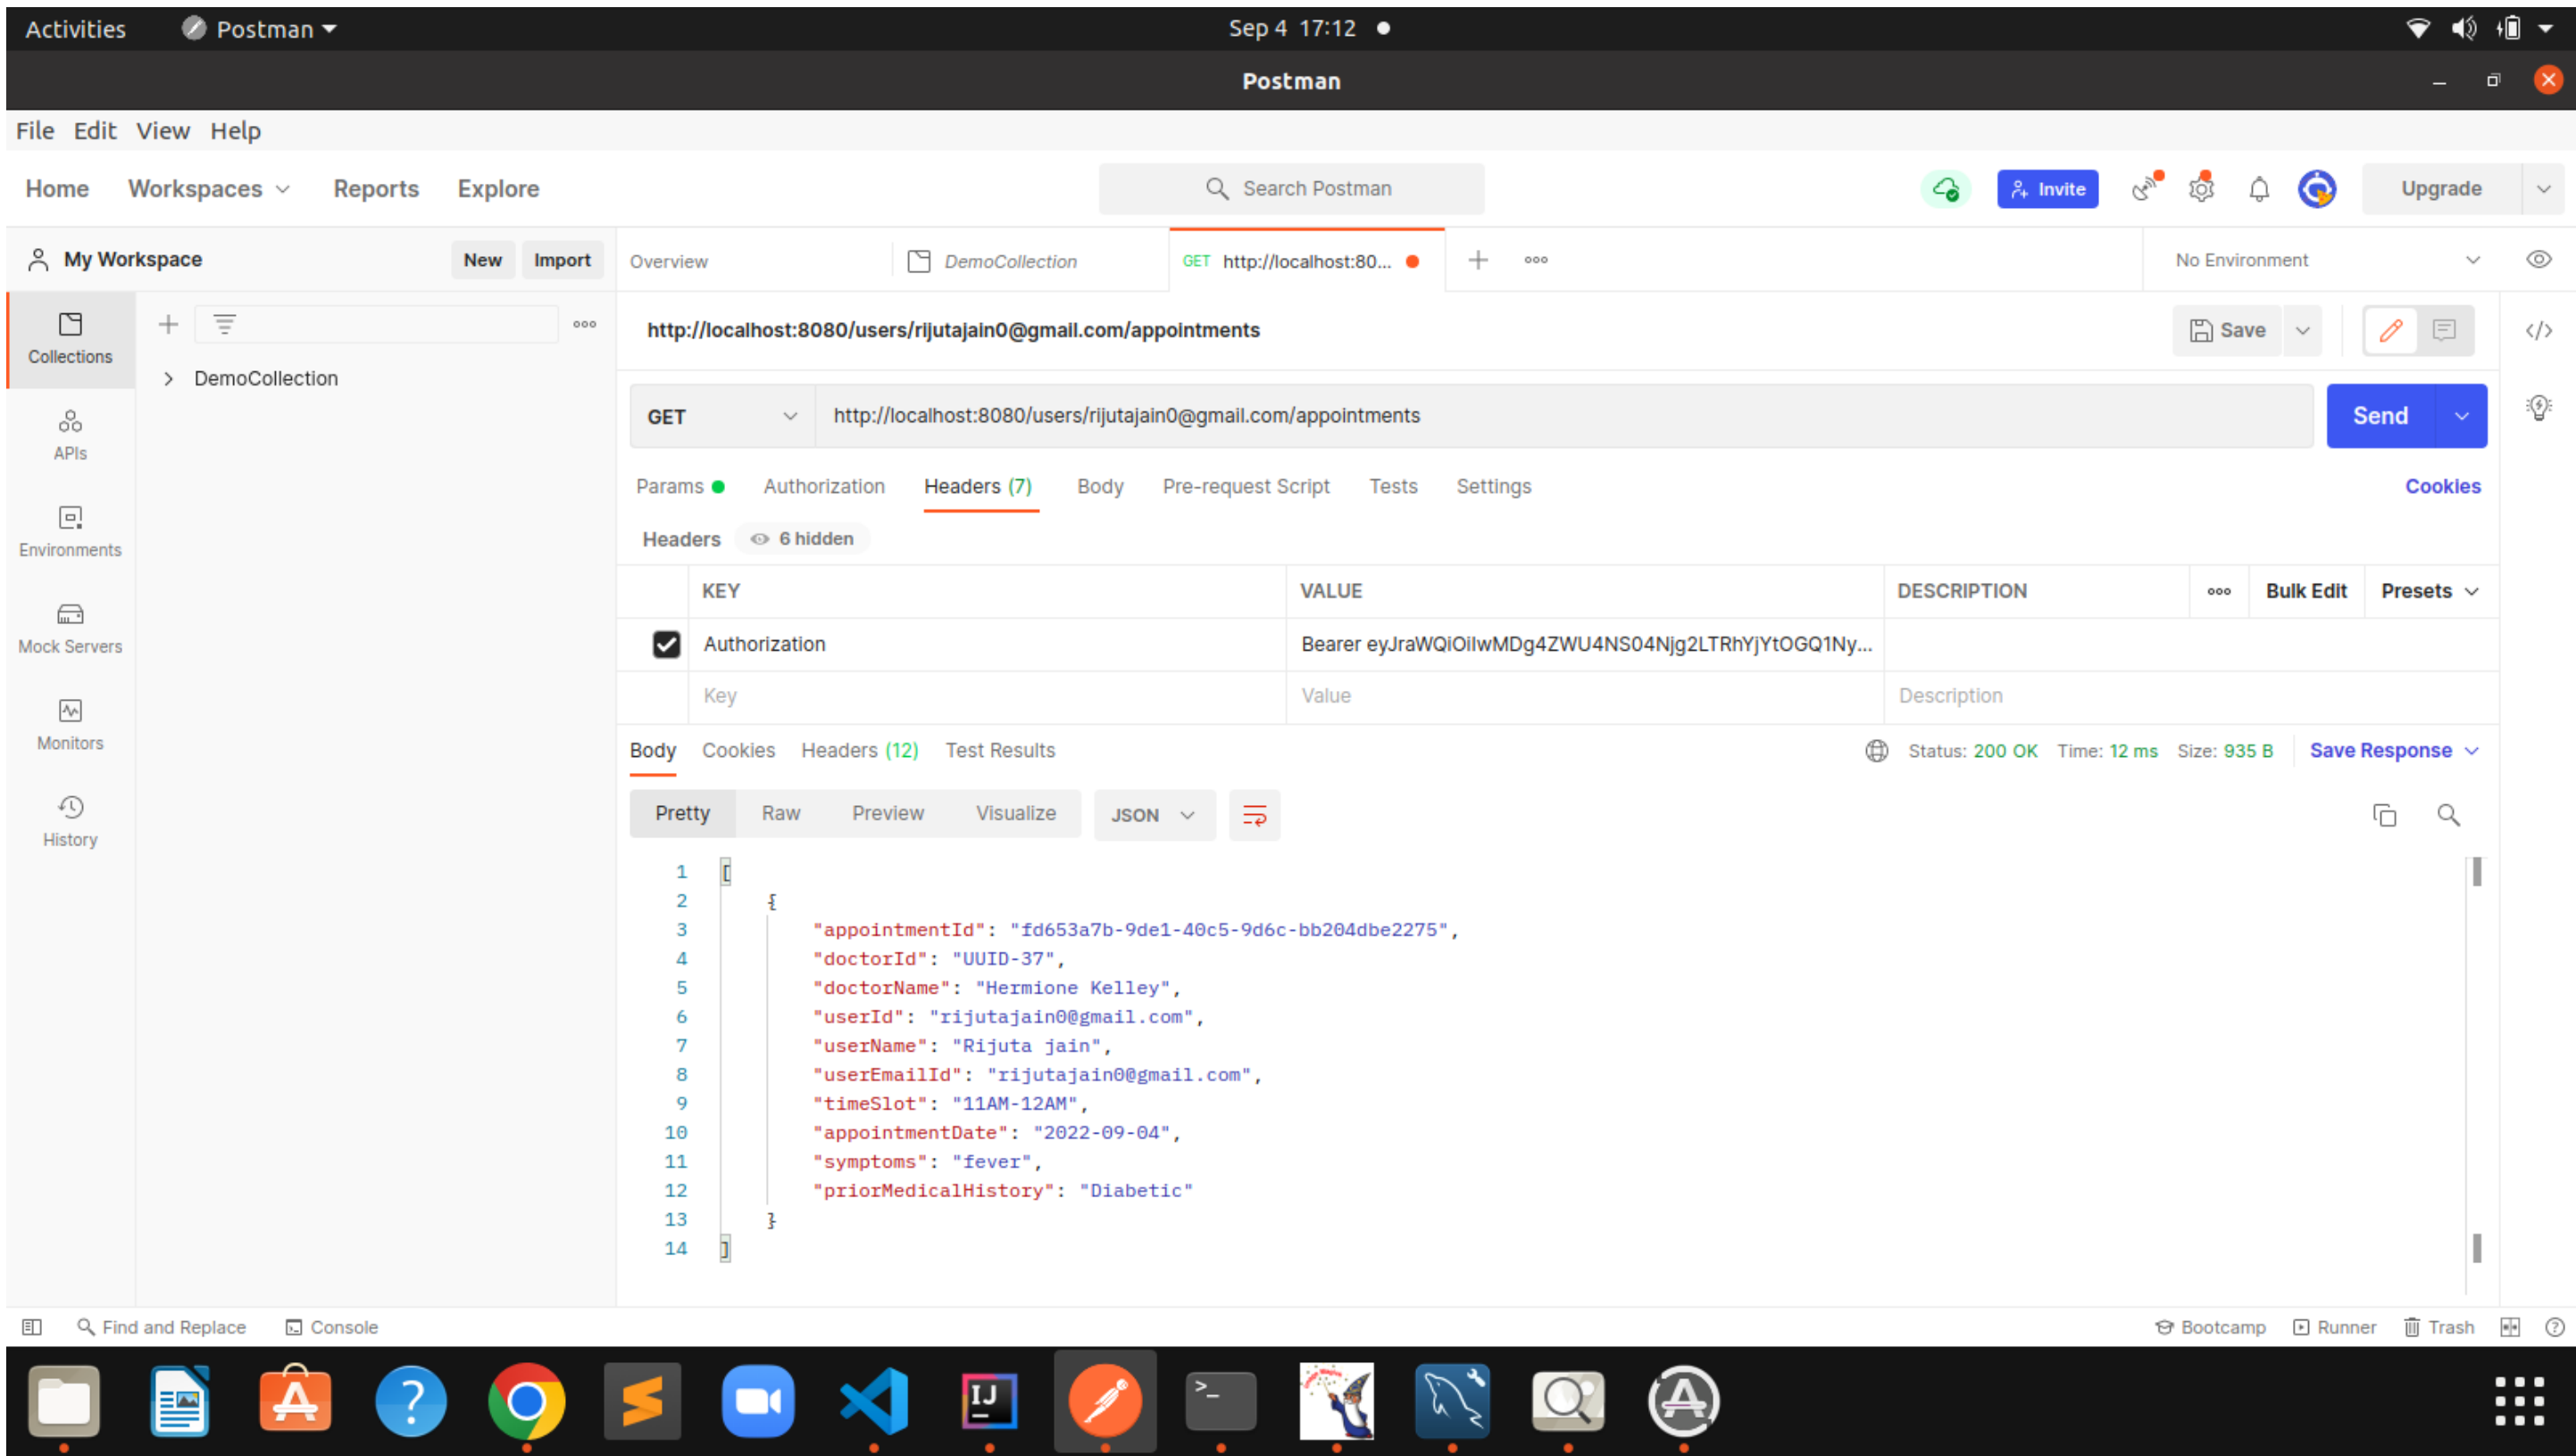 Activities Postman Sep 4 17:12
Postman
File Edit View Help
Home Workspaces Reports Explore Search Postman Invite Upgrade
My Workspace New Import Overview DemoCollection GET http://localhost:80... No Environment
Collections
http://localhost:8080/users/rijutajain0@gmail.com/appointments Save
DemoCollection
GET http://localhost:8080/users/rijutajain0@gmail.com/appointments Send
APIs
Params Authorization Headers (7) Body Pre-request Script Tests Settings Cookies
Environments
Headers 6 hidden
KEY VALUE DESCRIPTION Bulk Edit Presets
Mock Servers
Authorization Bearer eyJraWQiOiIwMDg4ZWU4NS04Njg2LTRhYjYtOGQ1Ny...
Key Value Description
Monitors
Body Cookies Headers (12) Test Results Status: 200 OK Time: 12 ms Size: 935 B Save Response
History
Pretty Raw Preview Visualize JSON
1 [
2 {
3 "appointmentId": "fd653a7b-9de1-40c5-9d6c-bb204dbe2275",
4 "doctorId": "UUID-37",
5 "doctorName": "Hermione Kelley",
6 "userId": "rijutajain0@gmail.com",
7 "userName": "Rijuta jain",
8 "userEmailId": "rijutajain0@gmail.com",
9 "timeSlot": "11AM-12AM",
10 "appointmentDate": "2022-09-04",
11 "symptoms": "fever",
12 "priorMedicalHistory": "Diabetic"
13 }
14 ]
Find and Replace Console Bootcamp Runner Trash